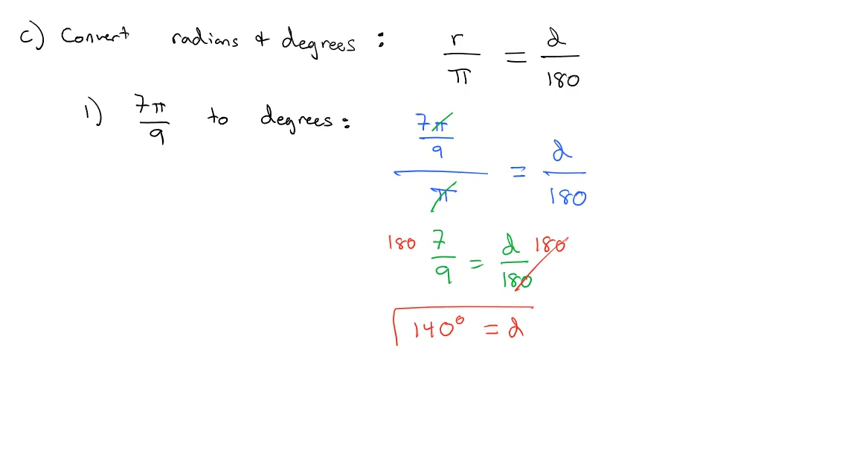 c) Convert radians & degrees : r/π = d/180
1) 7π/9 to degrees : (7π/9)/π = d/180
180 7/9 = d/180 180
140° = d